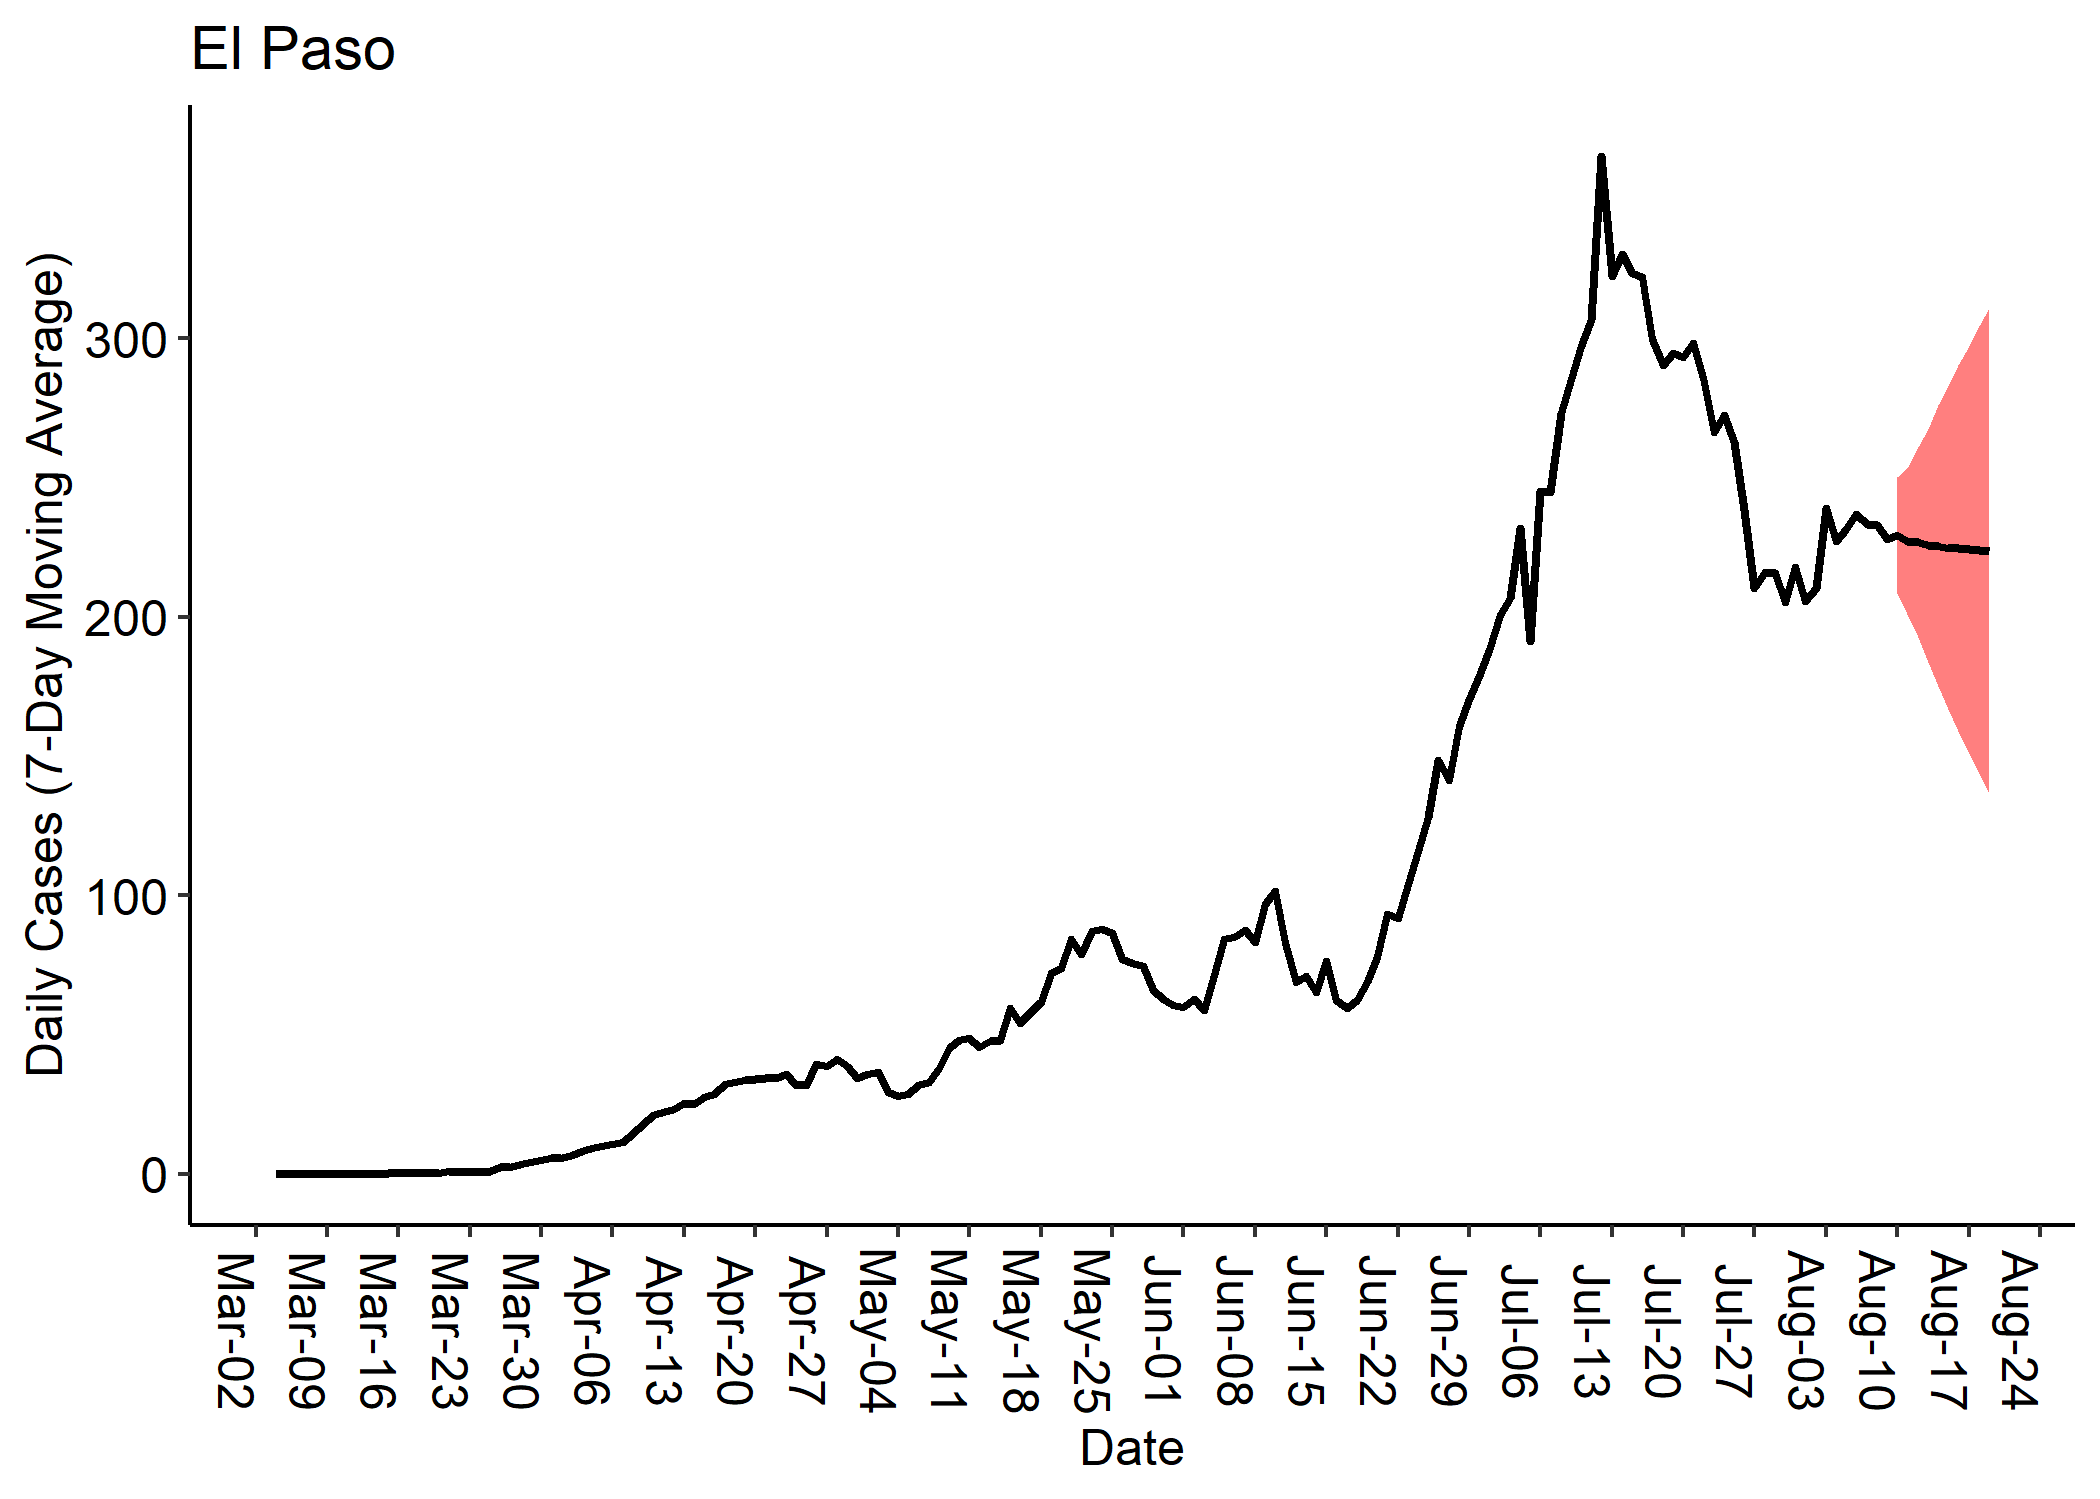 El Paso
Daily Cases (7-Day Moving Average)
300
200
100
0
Mar-02
Mar-09
Mar-16
Mar-23
Mar-30
Apr-06
Apr-13
Apr-20
Apr-27
May-04
May-11
May-18
May-25
Jun-01
Jun-08
Jun-15
Jun-22
Jun-29
Jul-06
Jul-13
Jul-20
Jul-27
Aug-03
Aug-10
Aug-17
Aug-24
Date